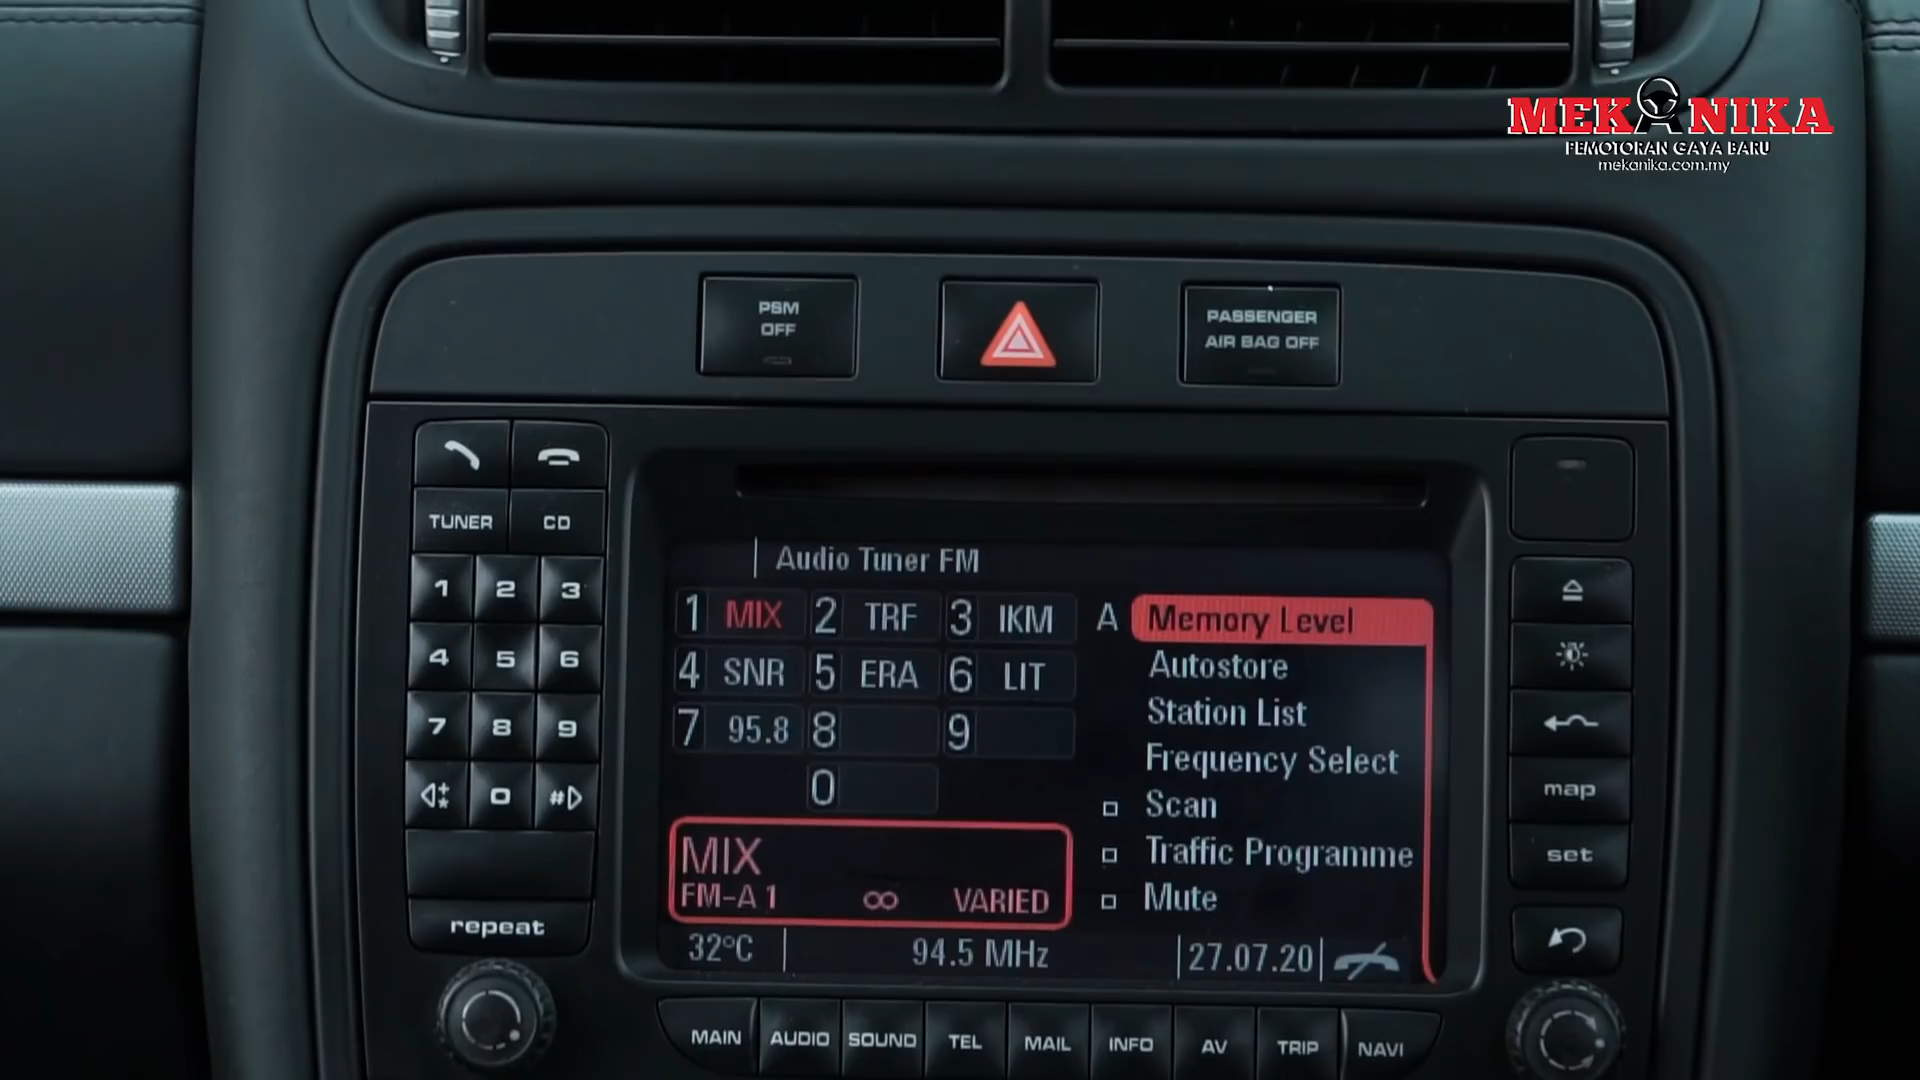 MEKANIKA
PEMOTORAN GAYA BARU
mekanika.com.my
PSM
OFF
PASSENGER
AIR BAG OFF
TUNER CD
1 2 3
4 5 6
7 8 9
0 #
repeat
Audio Tuner FM
1 MIX 2 TRF 3 IKM
4 SNR 5 ERA 6 LIT
7 95.8 8 9
0
MIX
FM-A 1 ∞ VARIED
32°C 94.5 MHz 27.07.20
A Memory Level
Autostore
Station List
Frequency Select
Scan
Traffic Programme
Mute
map
set
MAIN AUDIO SOUND TEL MAIL INFO AV TRIP NAVI